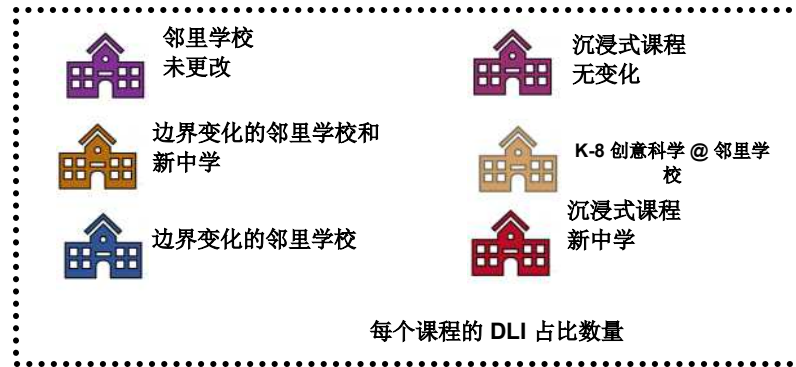 邻里学校
未更改
边界变化的邻里学校和
新中学
边界变化的邻里学校
沉浸式课程
无变化
K-8 创意科学 @ 邻里学
校
沉浸式课程
新中学
每个课程的 DLI 占比数量